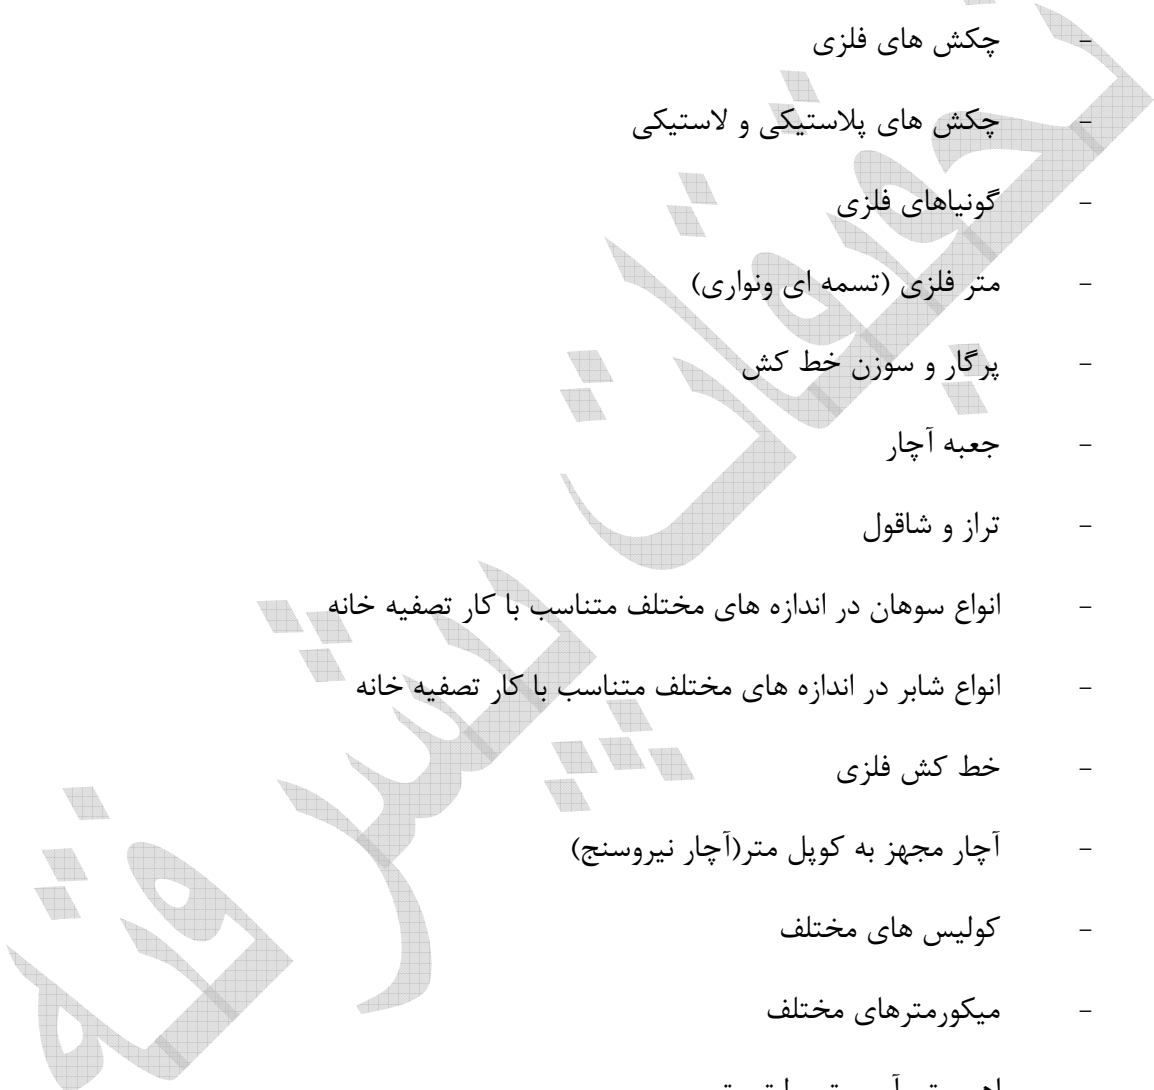 - چکش های فلزی
- چکش های پلاستیکی و لاستیکی
- گونیاهای فلزی
- متر فلزی (تسمه ای ونواری)
- پرگار و سوزن خط کش
- جعبه آچار
- تراز و شاقول
- انواع سوهان در اندازه های مختلف متناسب با کار تصفیه خانه
- انواع شابر در اندازه های مختلف متناسب با کار تصفیه خانه
- خط کش فلزی
- آچار مجهز به کوپل متر(آچار نیروسنج)
- کولیس های مختلف
- میکورمترهای مختلف